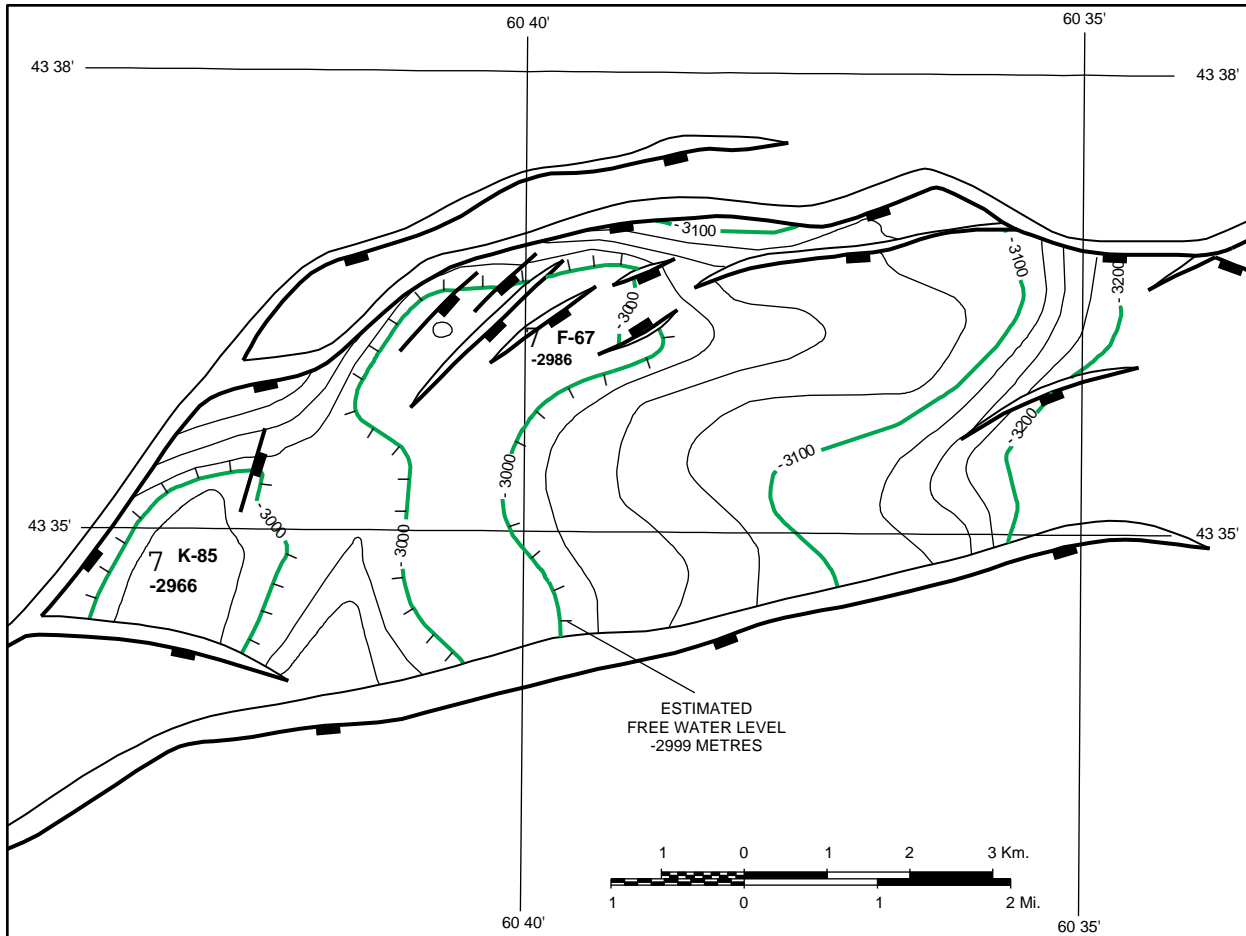 60 40'
60 35'
43 38'
43 38'
- 3100
- 3100
- 3200
- 3000
F-67
-2986
- 3200
- 3100
- 3000
- 3000
- 3000
43 35'
43 35'
K-85
-2966
ESTIMATED
FREE WATER LEVEL
-2999 METRES
1 0 1 2 3 Km.
1 0 1 2 Mi.
60 40'
60 35'